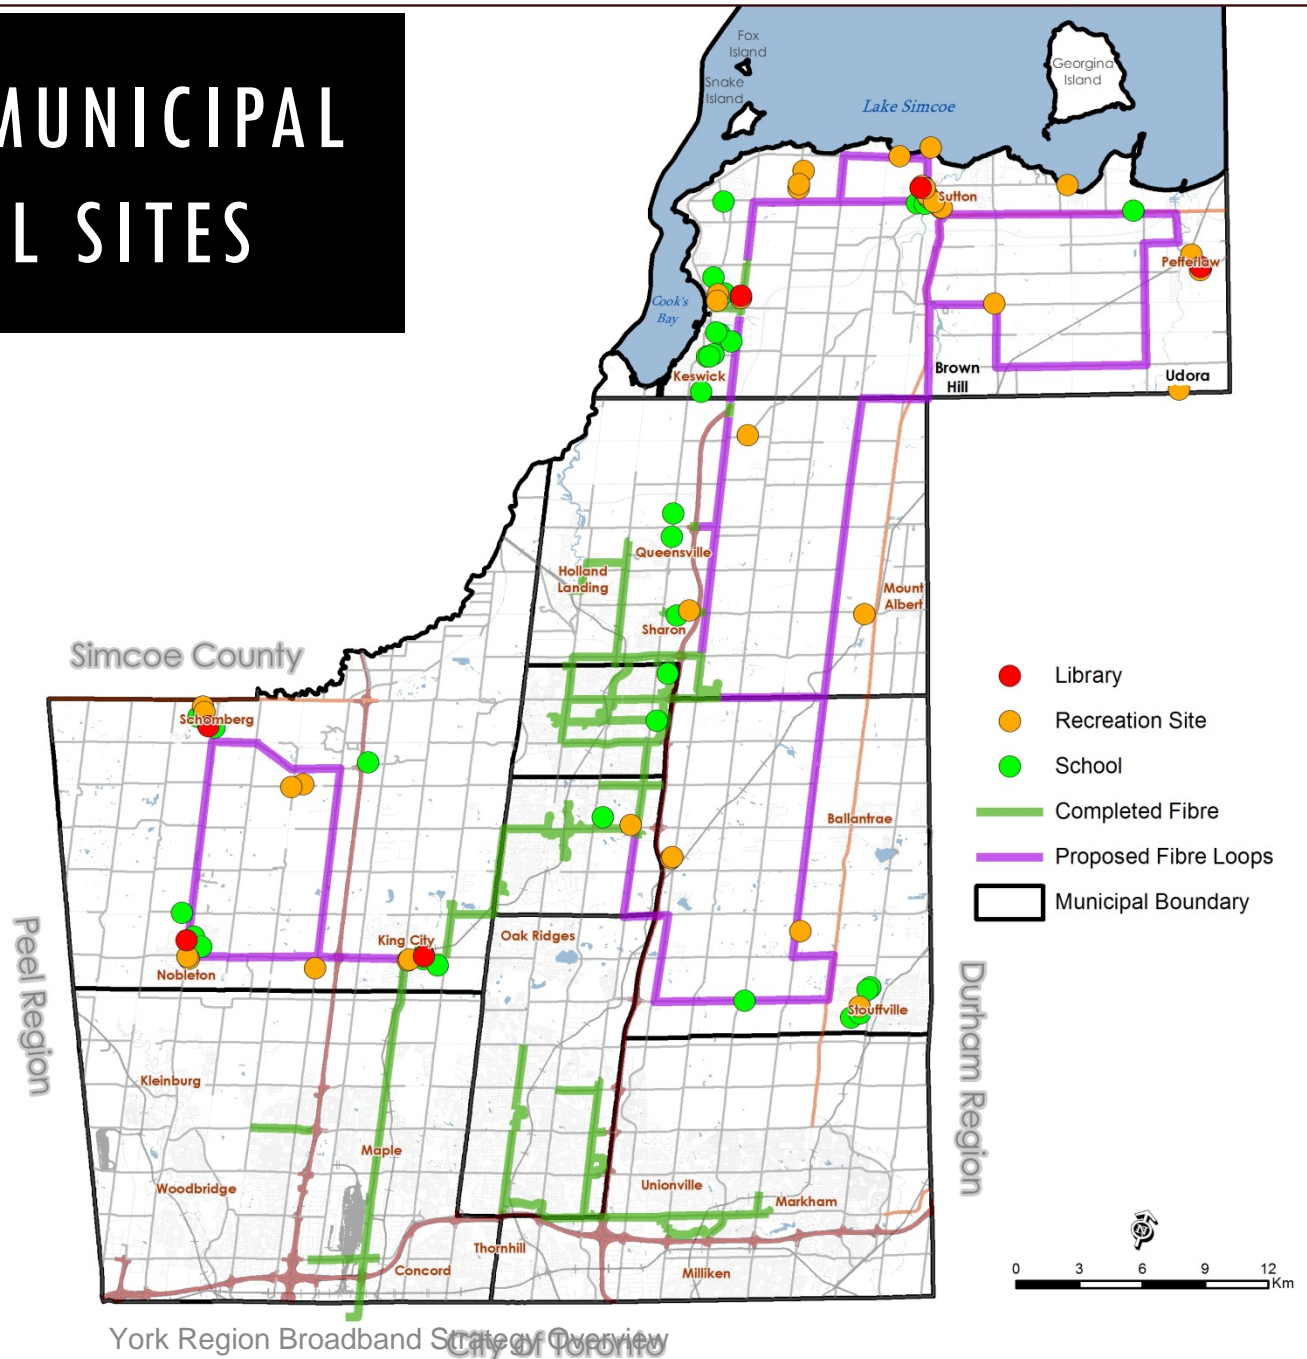 MUNICIPAL
L SITES
Fox
Island
Snake
Island
Georgina
Island
Lake Simcoe
Sutton
Pefferlaw
Cook's
Bay
Keswick
Brown
Hill
Udora
Queensville
Holland
Landing
Mount
Albert
Sharon
Simcoe County
Schomberg
Ballantrae
Peel Region
King City
Oak Ridges
Nobleton
Stouffville
Durham Region
Kleinburg
Maple
Woodbridge
Unionville
Markham
Thornhill
Concord
Milliken
Library
Recreation Site
School
Completed Fibre
Proposed Fibre Loops
Municipal Boundary
N
0 3 6 9 12
Km
York Region Broadband Strategy Overview
City of Toronto